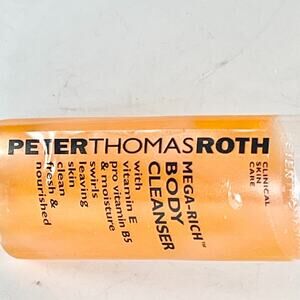 PETERTHOMASROTH
CLINICAL
SKIN
CARE
MEGA-RICH™
BODY
CLEANSER
with
vitamin E
pro vitamin B5
& moisture
swirls
leaving
skin
clean
fresh &
nourished